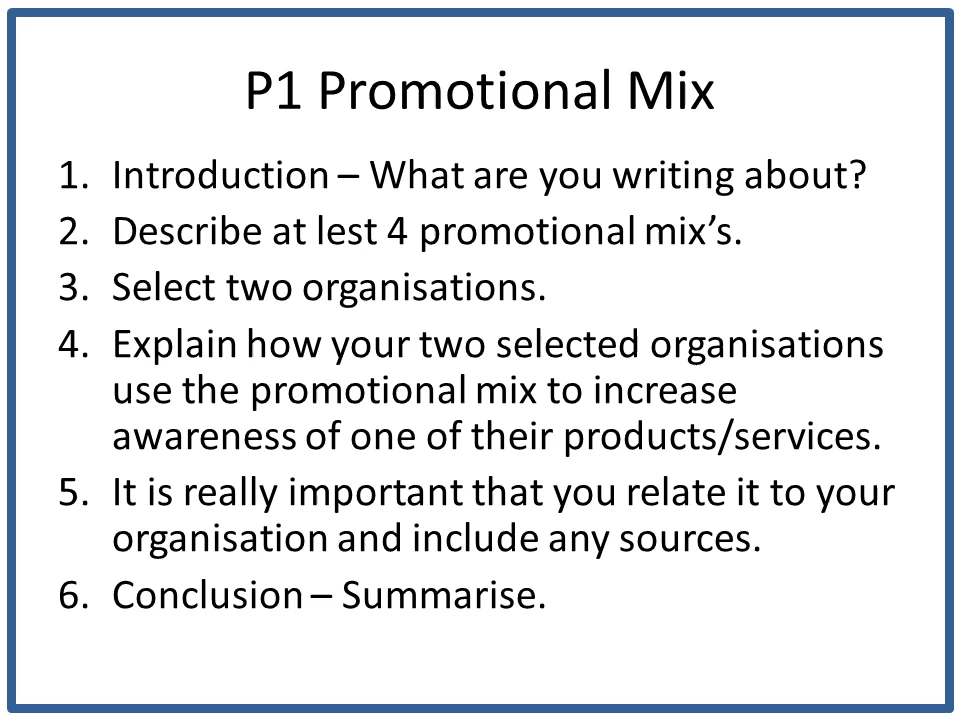 P1 Promotional Mix
1. Introduction – What are you writing about?
2. Describe at lest 4 promotional mix’s.
3. Select two organisations.
4. Explain how your two selected organisations
use the promotional mix to increase
awareness of one of their products/services.
5. It is really important that you relate it to your
organisation and include any sources.
6. Conclusion – Summarise.